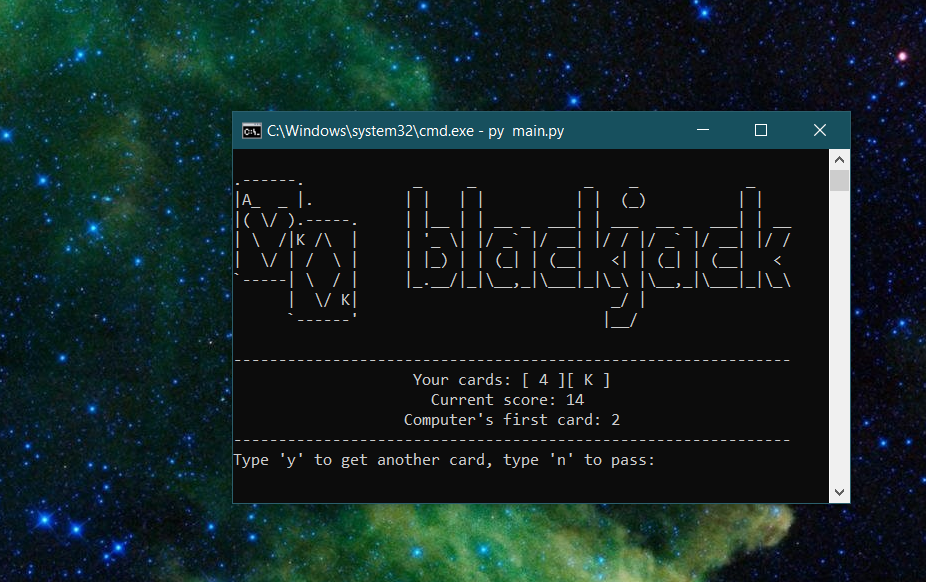 C:\Windows\system32\cmd.exe - py  main.py
A
K
K
blackjack
Your cards: [ 4 ][ K ]
Current score: 14
Computer's first card: 2
Type 'y' to get another card, type 'n' to pass: